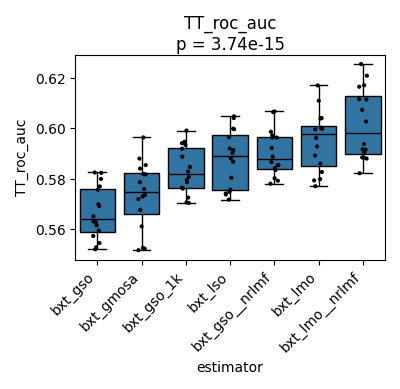 TT_roc_auc
p = 3.74e-15
TT_roc_auc
0.62
0.60
0.58
0.56
bxt_gso
bxt_gmosa
bxt_gso_1k
bxt_lso
bxt_gso__nrlmf
bxt_lmo
bxt_lmo__nrlmf
estimator